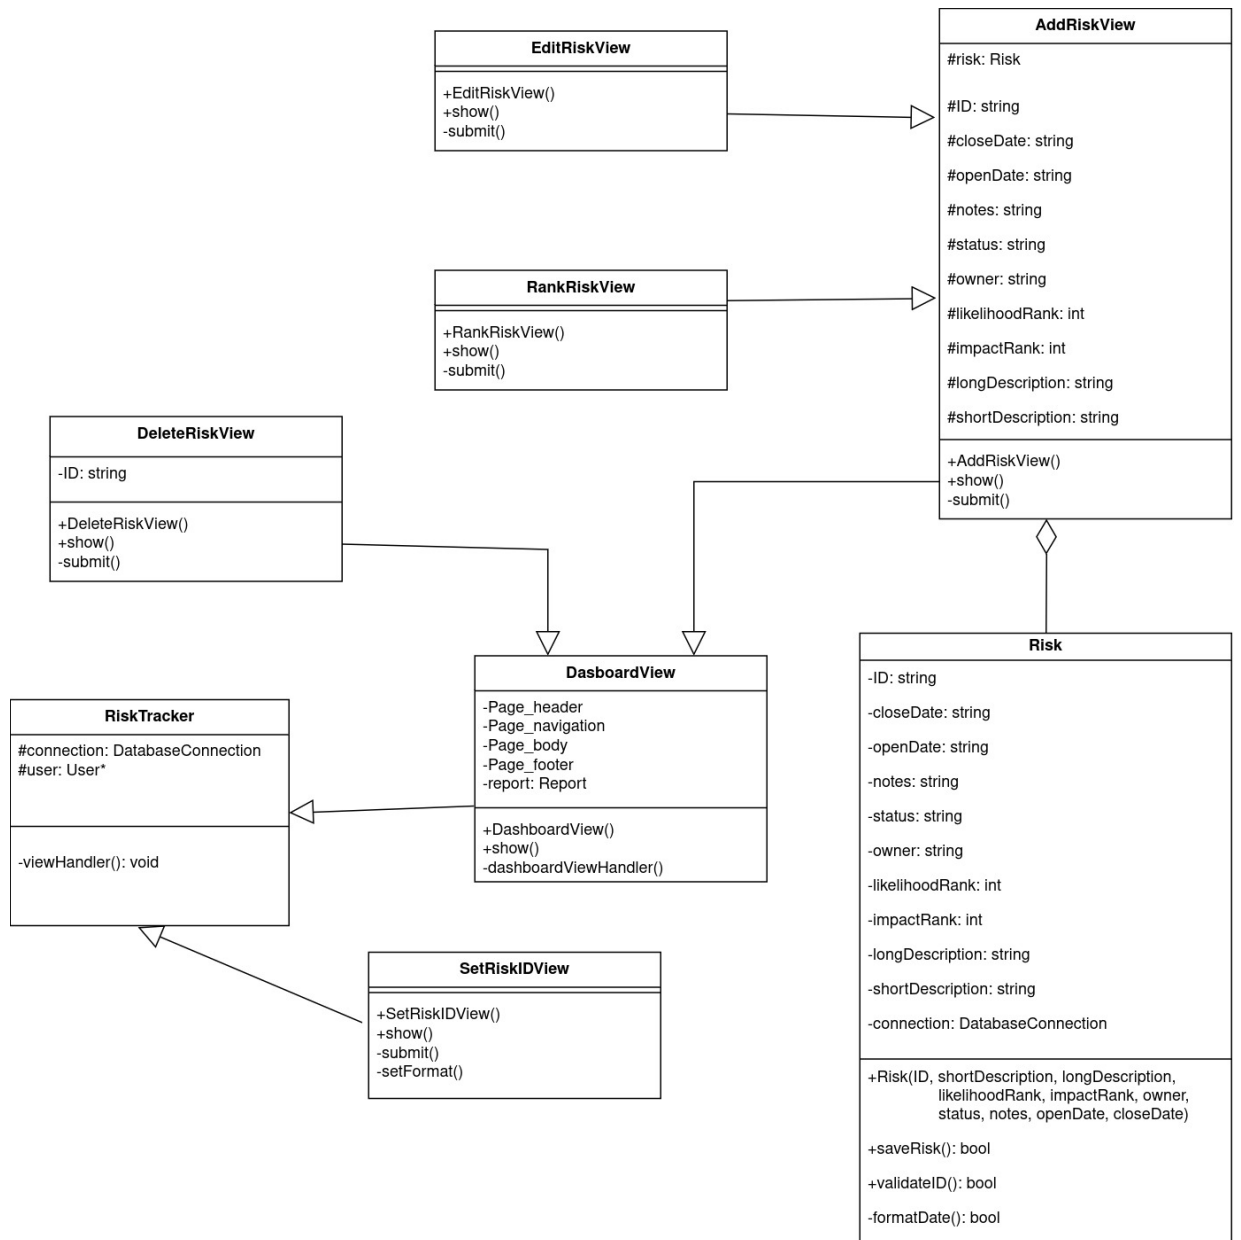 EditRiskView
+EditRiskView()
+show()
-submit()
AddRiskView
#risk: Risk
#ID: string
#closeDate: string
#openDate: string
#notes: string
#status: string
#owner: string
#likelihoodRank: int
#impactRank: int
#longDescription: string
#shortDescription: string
+AddRiskView()
+show()
-submit()
RankRiskView
+RankRiskView()
+show()
-submit()
DeleteRiskView
-ID: string
+DeleteRiskView()
+show()
-submit()
DasboardView
-Page_header
-Page_navigation
-Page_body
-Page_footer
-report: Report
+DashboardView()
+show()
-dashboardViewHandler()
RiskTracker
#connection: DatabaseConnection
#user: User*
-viewHandler(): void
SetRiskIDView
+SetRiskIDView()
+show()
-submit()
-setFormat()
Risk
-ID: string
-closeDate: string
-openDate: string
-notes: string
-status: string
-owner: string
-likelihoodRank: int
-impactRank: int
-longDescription: string
-shortDescription: string
-connection: DatabaseConnection
+Risk(ID, shortDescription, longDescription,
likelihoodRank, impactRank, owner,
status, notes, openDate, closeDate)
+saveRisk(): bool
+validateID(): bool
-formatDate(): bool